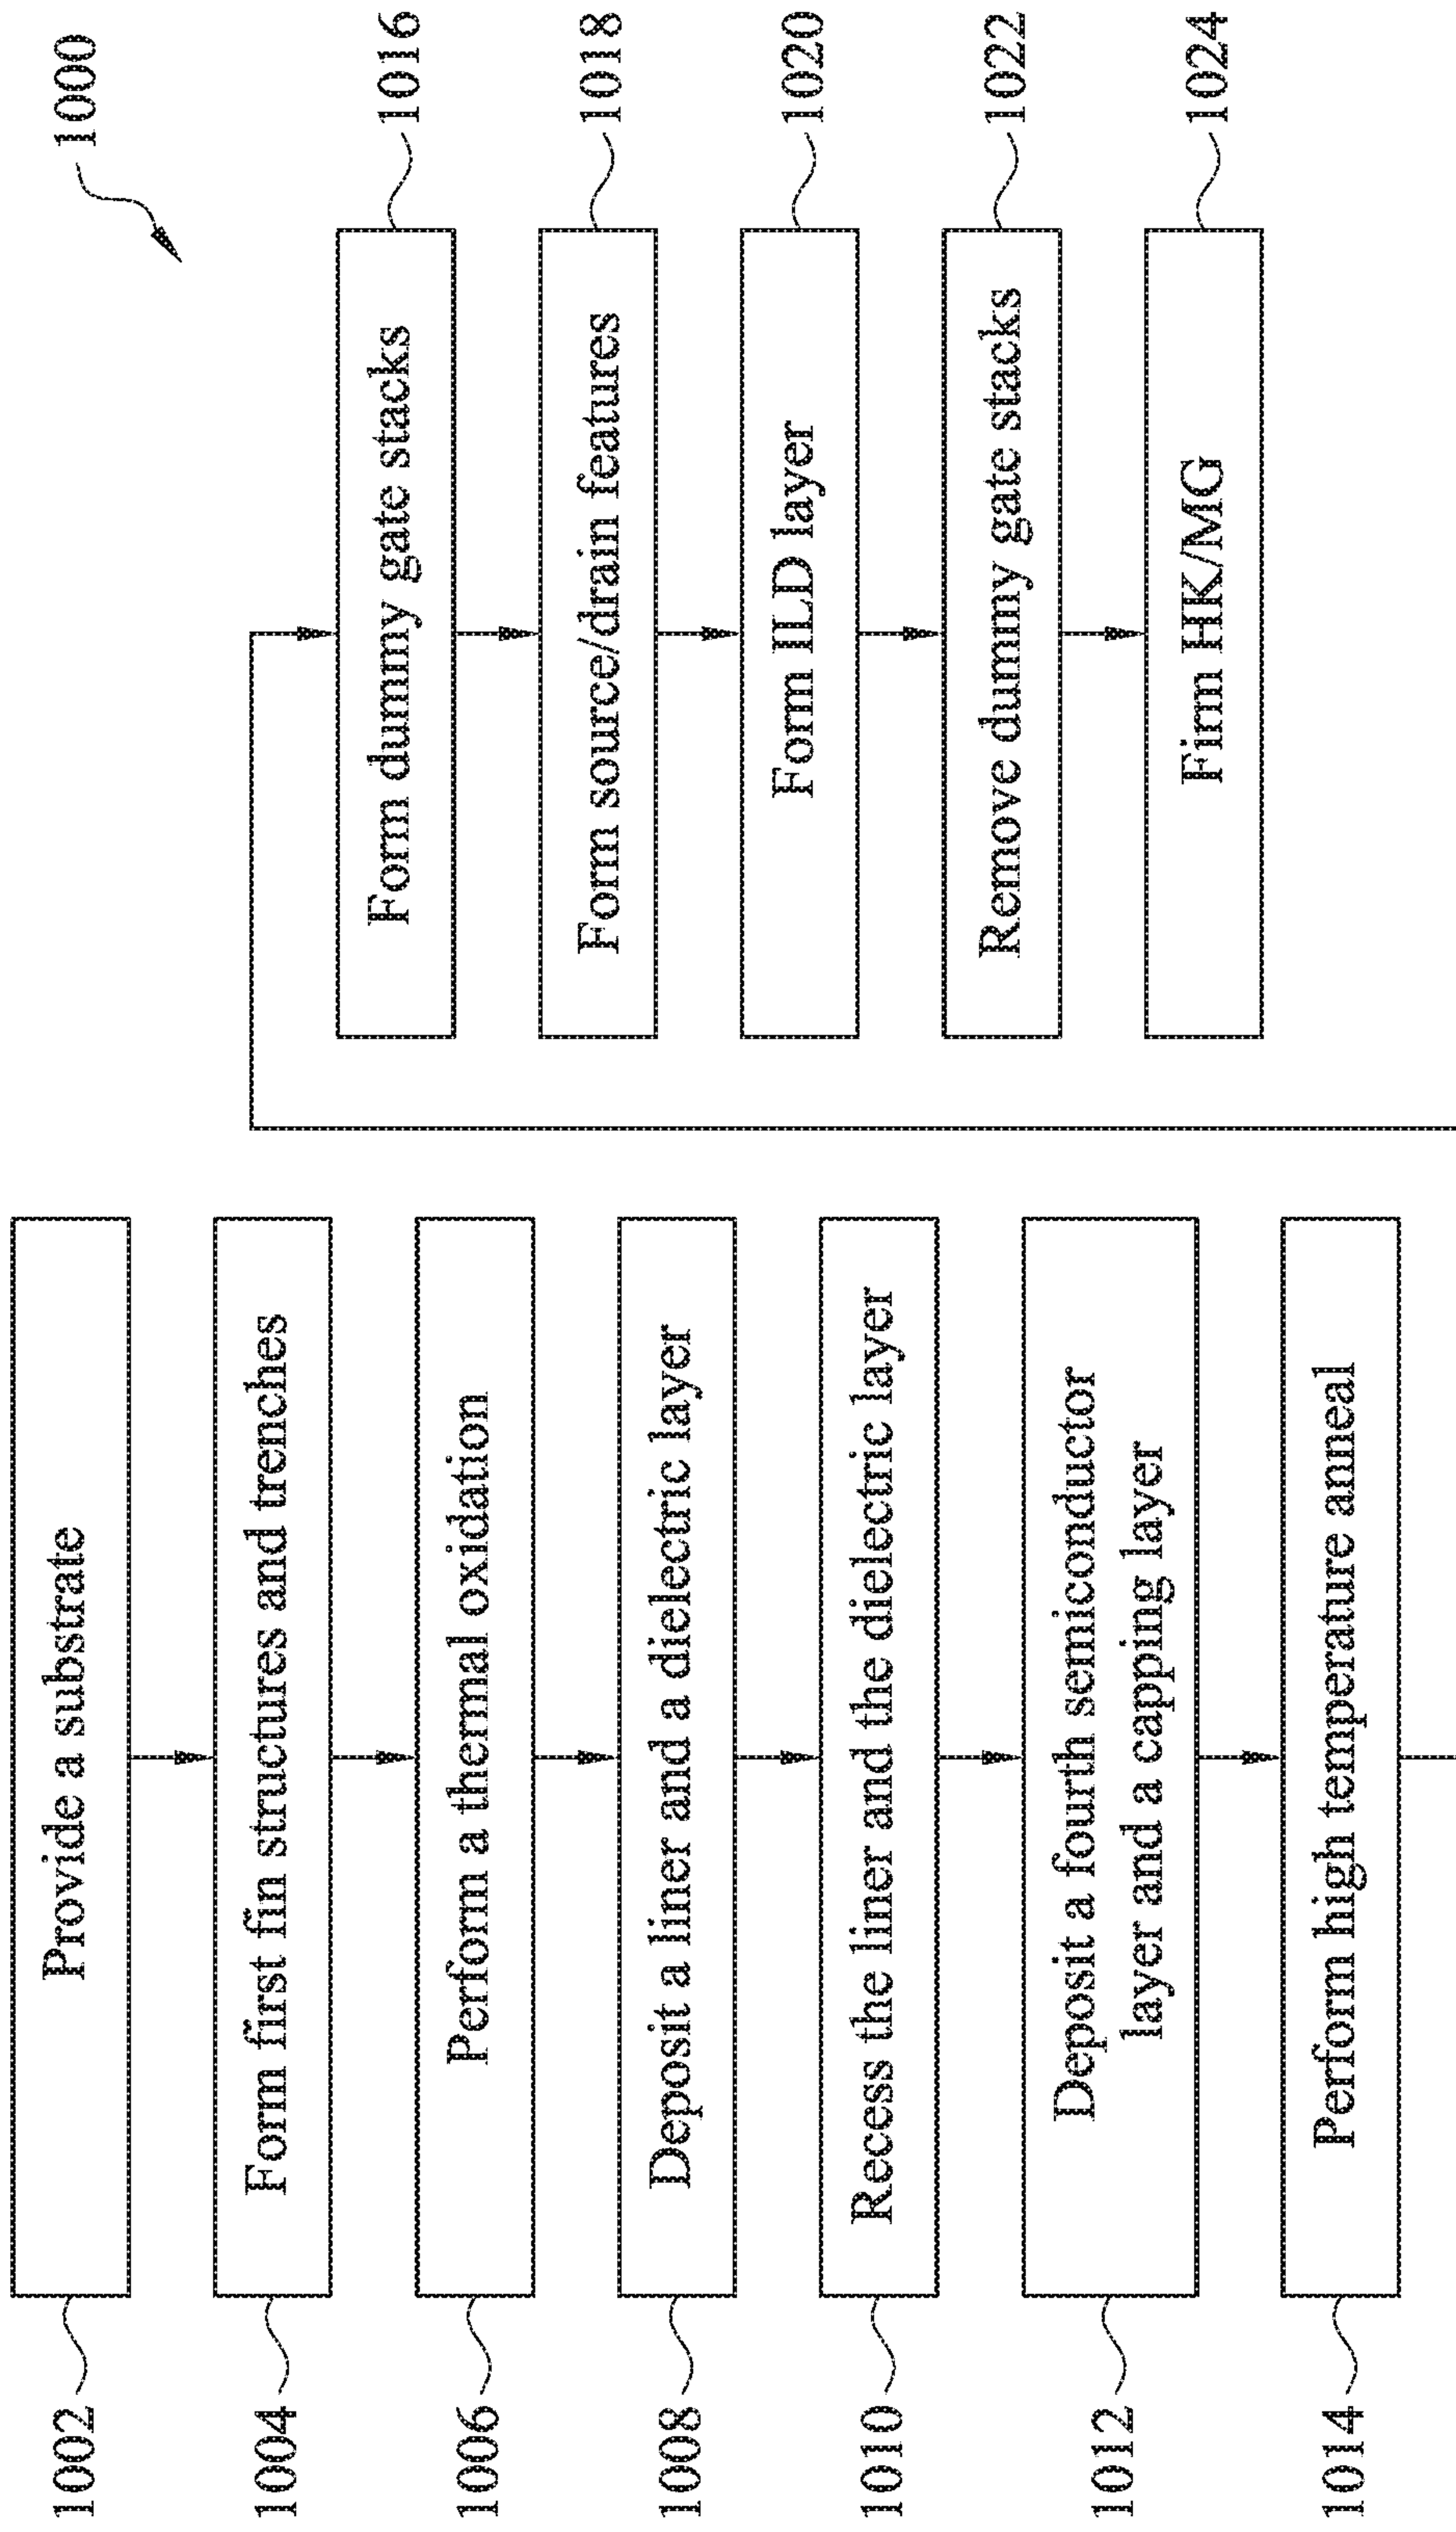 1000
1002
Provide a substrate
1004
Form first fin structures and trenches
1006
Perform a thermal oxidation
1008
Deposit a liner and a dielectric layer
1010
Recess the liner and the dielectric layer
1012
Deposit a fourth semiconductor
layer and a capping layer
1014
Perform high temperature anneal
Form dummy gate stacks
1016
Form source/drain features
1018
Form ILD layer
1020
Remove dummy gate stacks
1022
Firm HK/MG
1024